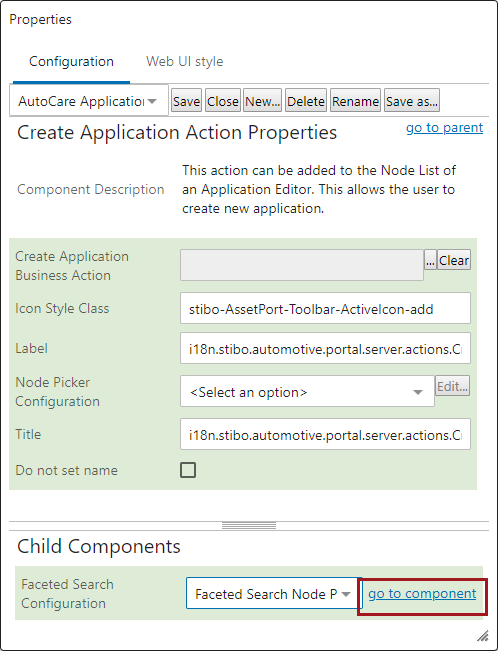 Properties
Configuration Web UI style
AutoCare Application Save Close New... Delete Rename Save as...
Create Application Action Properties go to parent
Component Description
This action can be added to the Node List of
an Application Editor. This allows the user to
create new application.
Create Application
Business Action
... Clear
Icon Style Class stibo-AssetPort-Toolbar-ActiveIcon-add
Label i18n.stibo.automotive.portal.server.actions.C
Node Picker
Configuration
<Select an option> Edit...
Title i18n.stibo.automotive.portal.server.actions.C
Do not set name
Child Components
Faceted Search
Configuration
Faceted Search Node P go to component